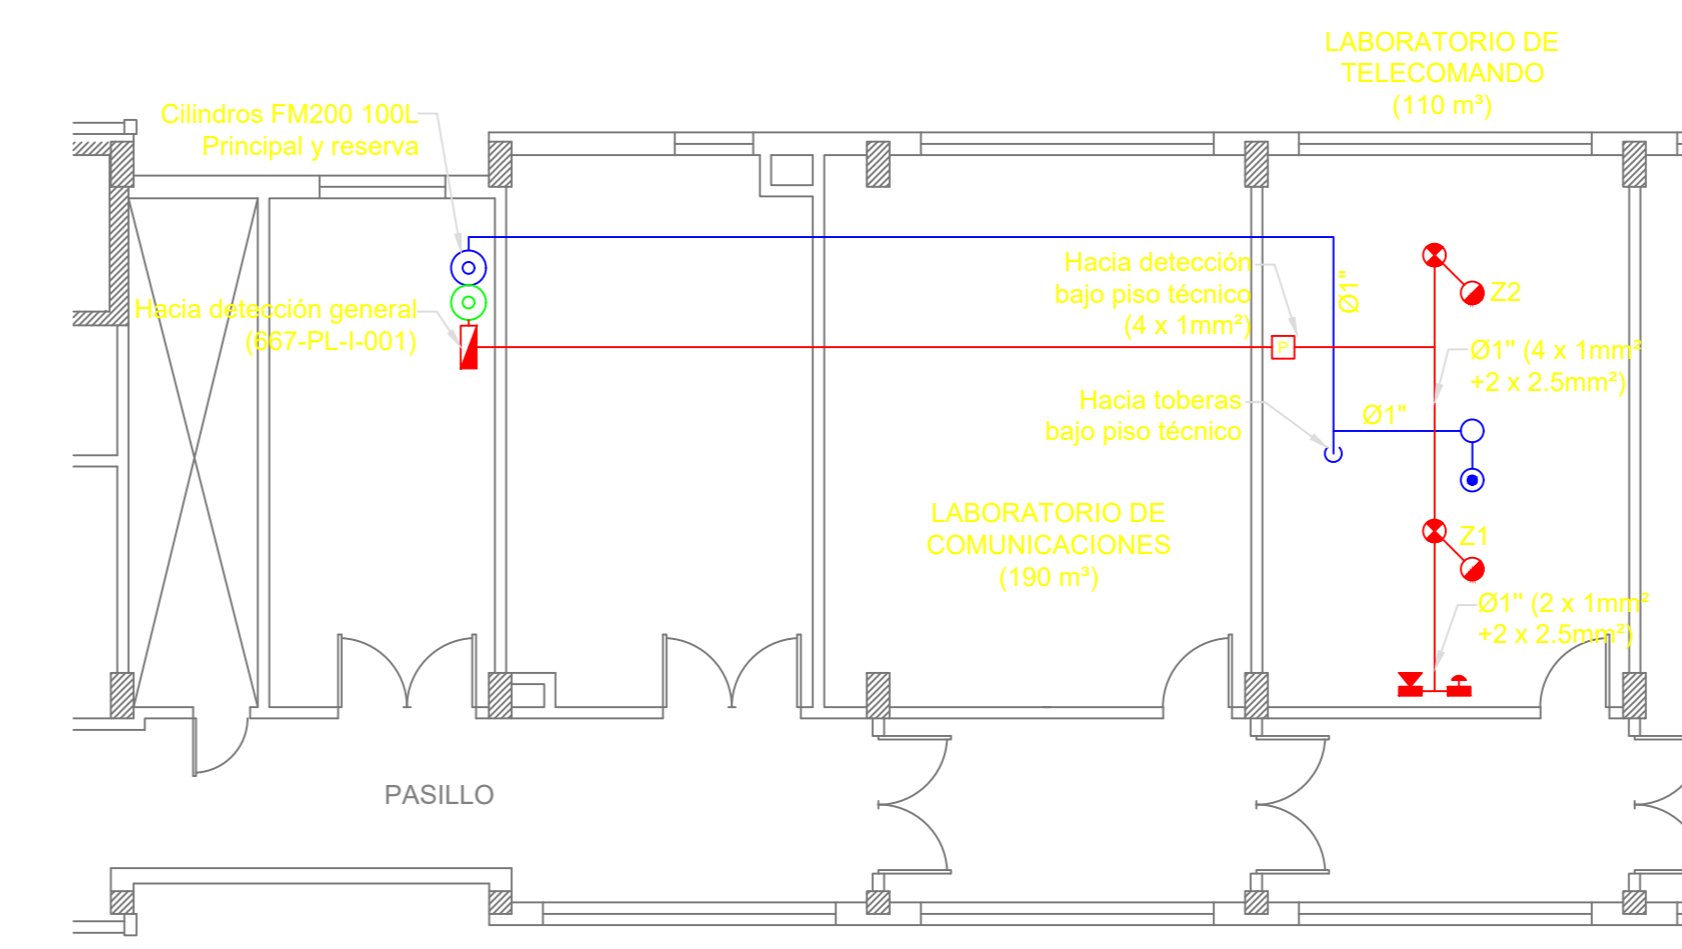 LABORATORIO DE
TELECOMANDO
(110 m³)
Cilindros FM200 100L
Principal y reserva
Hacia detección general
(667-PL-I-001)
Hacia detección
bajo piso técnico
(4 x 1mm²)
Ø1"
Z2
P
Ø1" (4 x 1mm²
+2 x 2.5mm²)
Hacia toberas
bajo piso técnico
Ø1"
LABORATORIO DE
COMUNICACIONES
(190 m³)
Z1
Ø1" (2 x 1mm²
+2 x 2.5mm²)
PASILLO